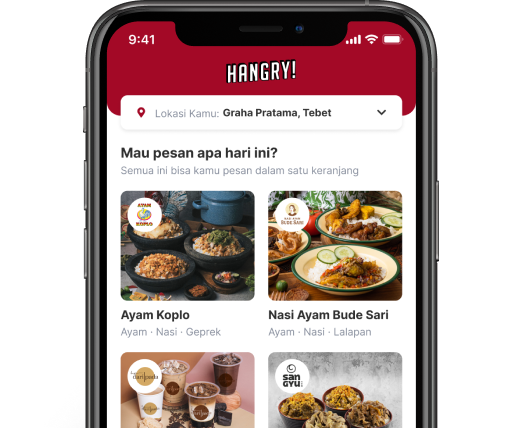 9:41
HANGRY!
Lokasi Kamu: Graha Pratama, Tebet
Mau pesan apa hari ini?
Semua ini bisa kamu pesan dalam satu keranjang
AYAM
KOPLO
NASI AYAM
BUDE SARI
Ayam Koplo
Nasi Ayam Bude Sari
Ayam · Nasi · Geprek
Ayam · Nasi · Lalapan
san
GYU